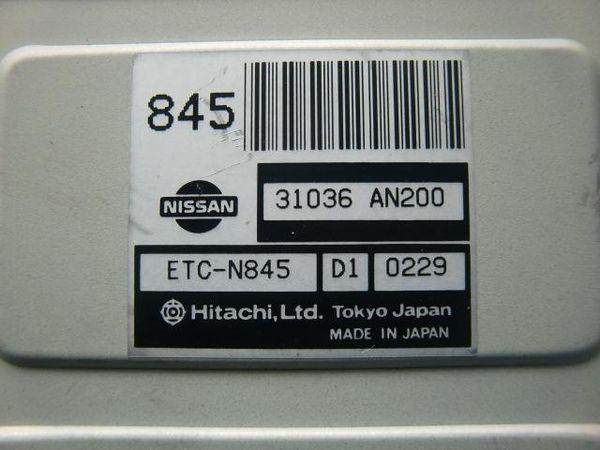 845
NISSAN
31036 AN200
ETC-N845 D1 0229
Hitachi, Ltd. Tokyo Japan
MADE IN JAPAN